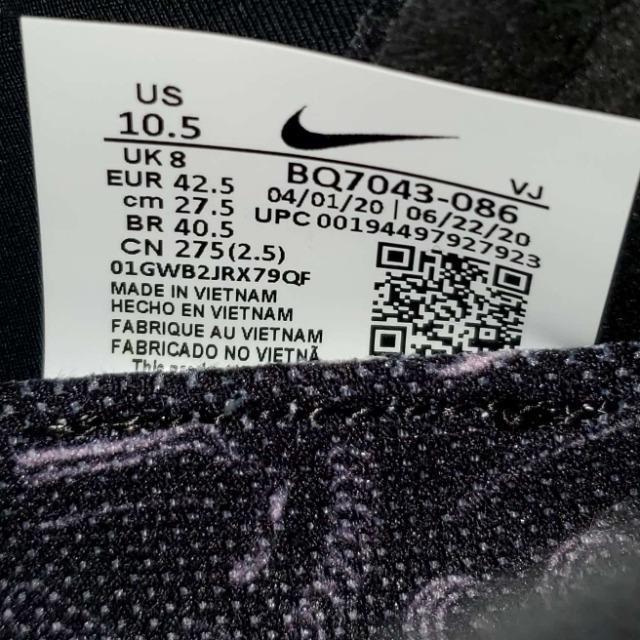 US
10.5
UK 8
EUR 42.5
cm 27.5
BR 40.5
CN 275(2.5)
01GWB2JRX79QF
MADE IN VIETNAM
HECHO EN VIETNAM
FABRIQUE AU VIETNAM
FABRICADO NO VIETNÃ
This
VJ
BQ7043-086
04/01/20 | 06/22/20
UPC 00194497927923